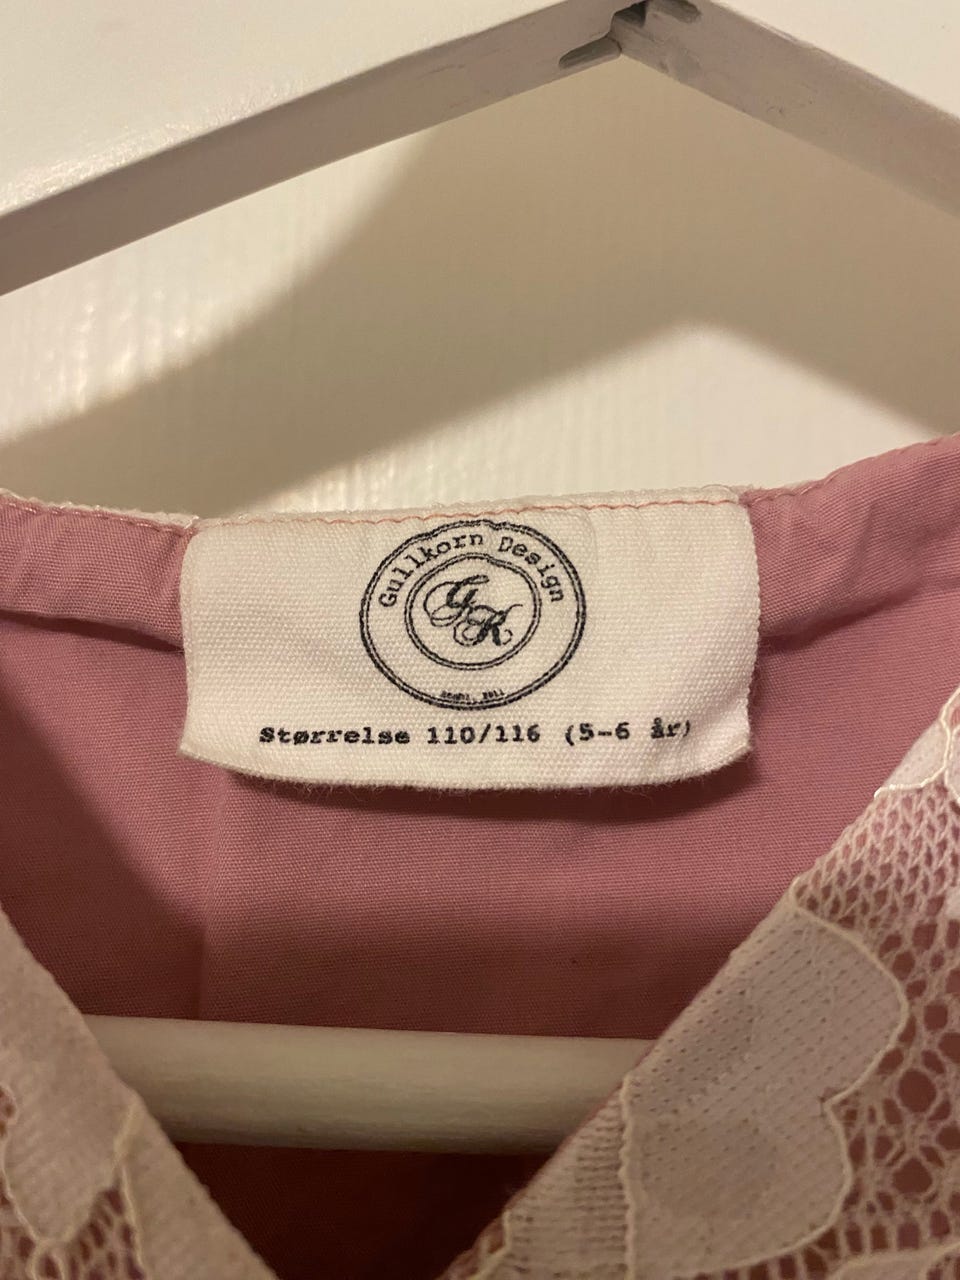 Gullkorn Design
GK
Størrelse 110/116 (5-6 år)